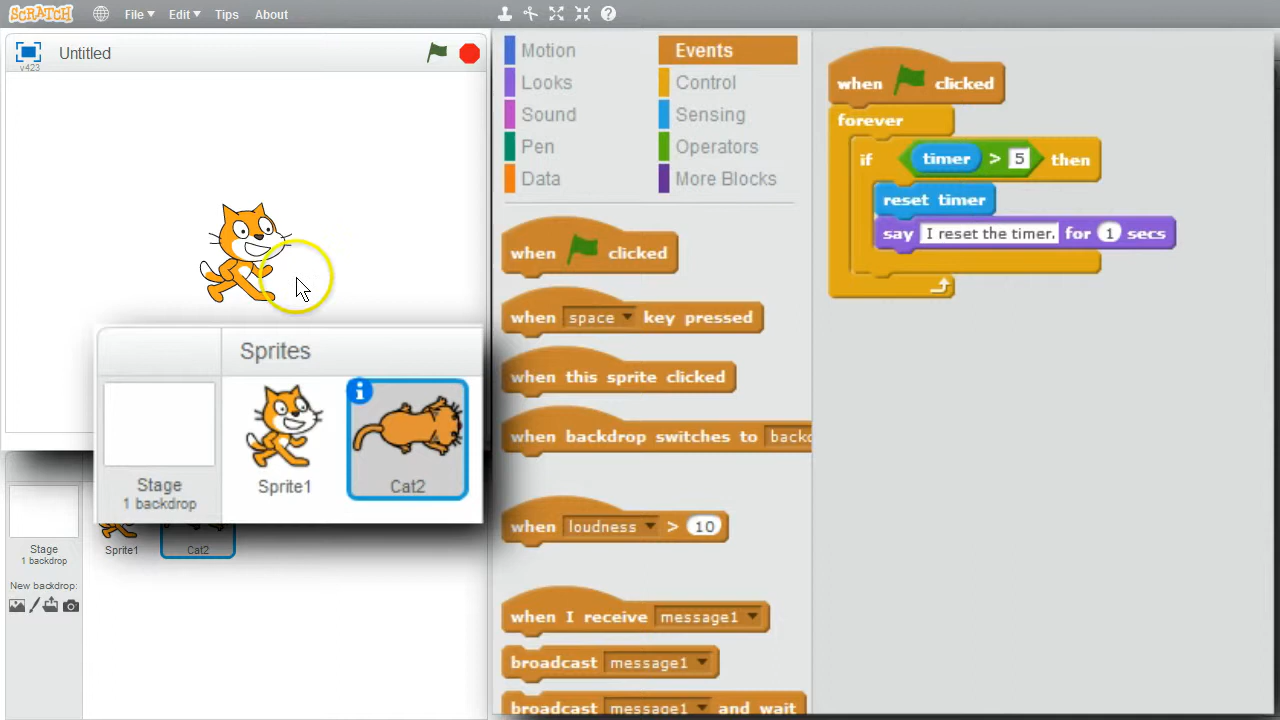 SCRATCH
File Edit Tips About
Untitled
v423
Motion
Looks
Sound
Pen
Data
Events
Control
Sensing
Operators
More Blocks
when clicked
when space key pressed
when this sprite clicked
when backdrop switches to backd
when loudness > 10
when I receive message1
broadcast message1
broadcast message1 and wait
when clicked
forever
if timer > 5 then
reset timer
say I reset the timer. for 1 secs
Sprites
Stage
1 backdrop
Sprite1
i
Cat2
Stage
1 backdrop
Sprite1
Cat2
New backdrop: